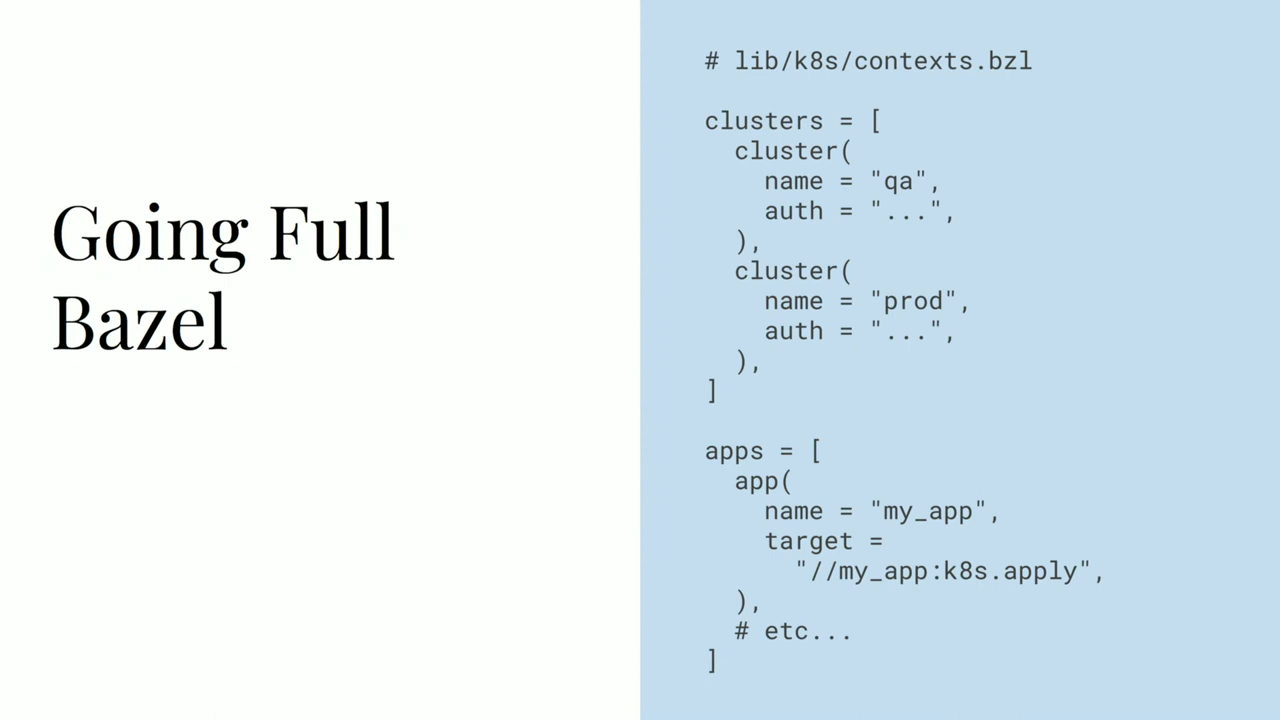 Going Full
Bazel
# lib/k8s/contexts.bzl
clusters = [
  cluster(
    name = "qa",
    auth = "...",
  ),
  cluster(
    name = "prod",
    auth = "...",
  ),
]
apps = [
  app(
    name = "my_app",
    target =
      "//my_app:k8s.apply",
  ),
  # etc...
]